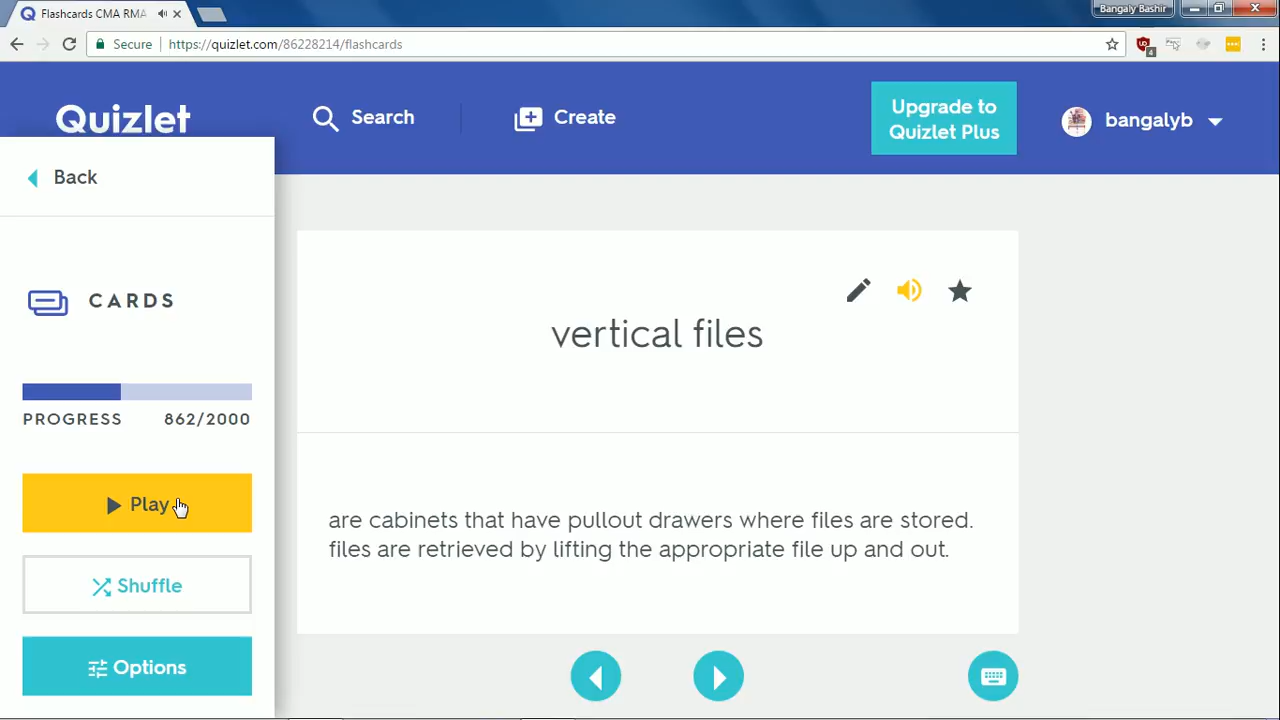 Flashcards CMA RMA
Bangaly Bashir
Secure
https://quizlet.com/86228214/flashcards
4
Quizlet
Search
Create
Upgrade to
Quizlet Plus
bangalyb
Back
CARDS
PROGRESS 862/2000
Play
Shuffle
Options
vertical files
are cabinets that have pullout drawers where files are stored.
files are retrieved by lifting the appropriate file up and out.